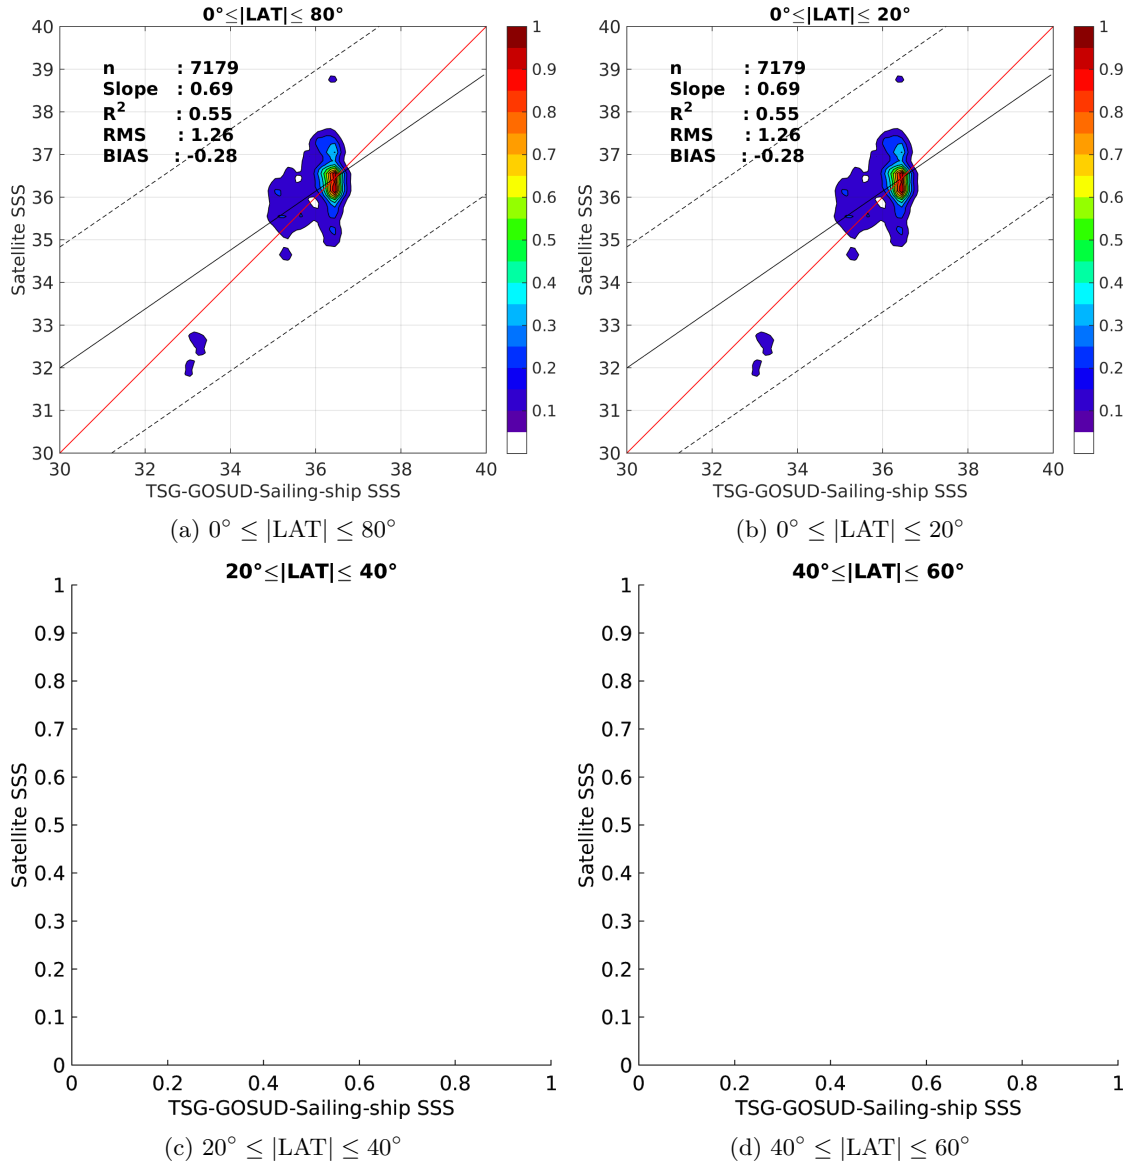 0°≤|LAT|≤ 80°
40
39
38
37
36
35
34
33
32
31
30
Satellite SSS
n : 7179
Slope : 0.69
R² : 0.55
RMS : 1.26
BIAS : -0.28
30 32 34 36 38 40
TSG-GOSUD-Sailing-ship SSS
1
0.9
0.8
0.7
0.6
0.5
0.4
0.3
0.2
0.1
(a) 0° ≤ |LAT| ≤ 80°
0°≤|LAT|≤ 20°
40
39
38
37
36
35
34
33
32
31
30
Satellite SSS
n : 7179
Slope : 0.69
R² : 0.55
RMS : 1.26
BIAS : -0.28
30 32 34 36 38 40
TSG-GOSUD-Sailing-ship SSS
1
0.9
0.8
0.7
0.6
0.5
0.4
0.3
0.2
0.1
(b) 0° ≤ |LAT| ≤ 20°
20°≤|LAT|≤ 40°
1
0.9
0.8
0.7
0.6
0.5
0.4
0.3
0.2
0.1
0
Satellite SSS
0 0.2 0.4 0.6 0.8 1
TSG-GOSUD-Sailing-ship SSS
(c) 20° ≤ |LAT| ≤ 40°
40°≤|LAT|≤ 60°
1
0.9
0.8
0.7
0.6
0.5
0.4
0.3
0.2
0.1
0
Satellite SSS
0 0.2 0.4 0.6 0.8 1
TSG-GOSUD-Sailing-ship SSS
(d) 40° ≤ |LAT| ≤ 60°